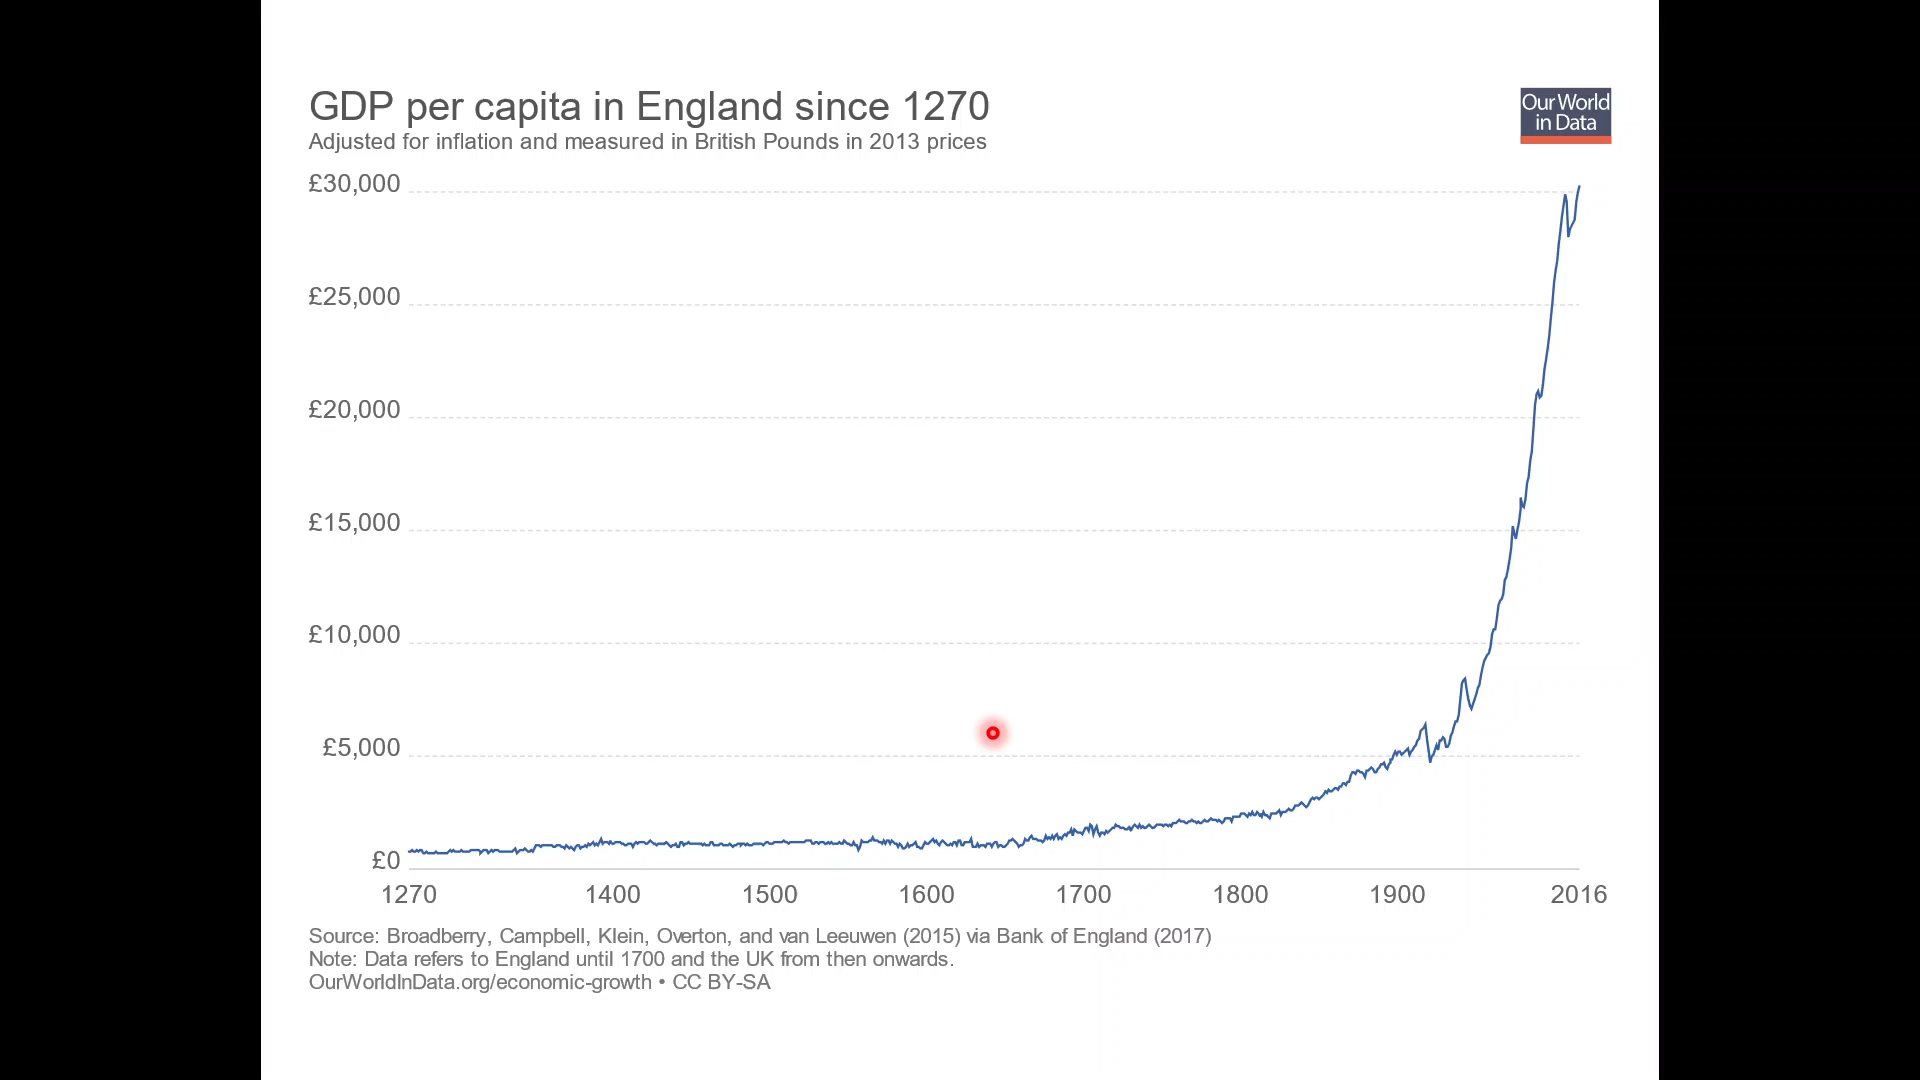 GDP per capita in England since 1270
Adjusted for inflation and measured in British Pounds in 2013 prices
Our World
in Data
£30,000
£25,000
£20,000
£15,000
£10,000
£5,000
£0
1270 1400 1500 1600 1700 1800 1900 2016
Source: Broadberry, Campbell, Klein, Overton, and van Leeuwen (2015) via Bank of England (2017)
Note: Data refers to England until 1700 and the UK from then onwards.
OurWorldInData.org/economic-growth • CC BY-SA